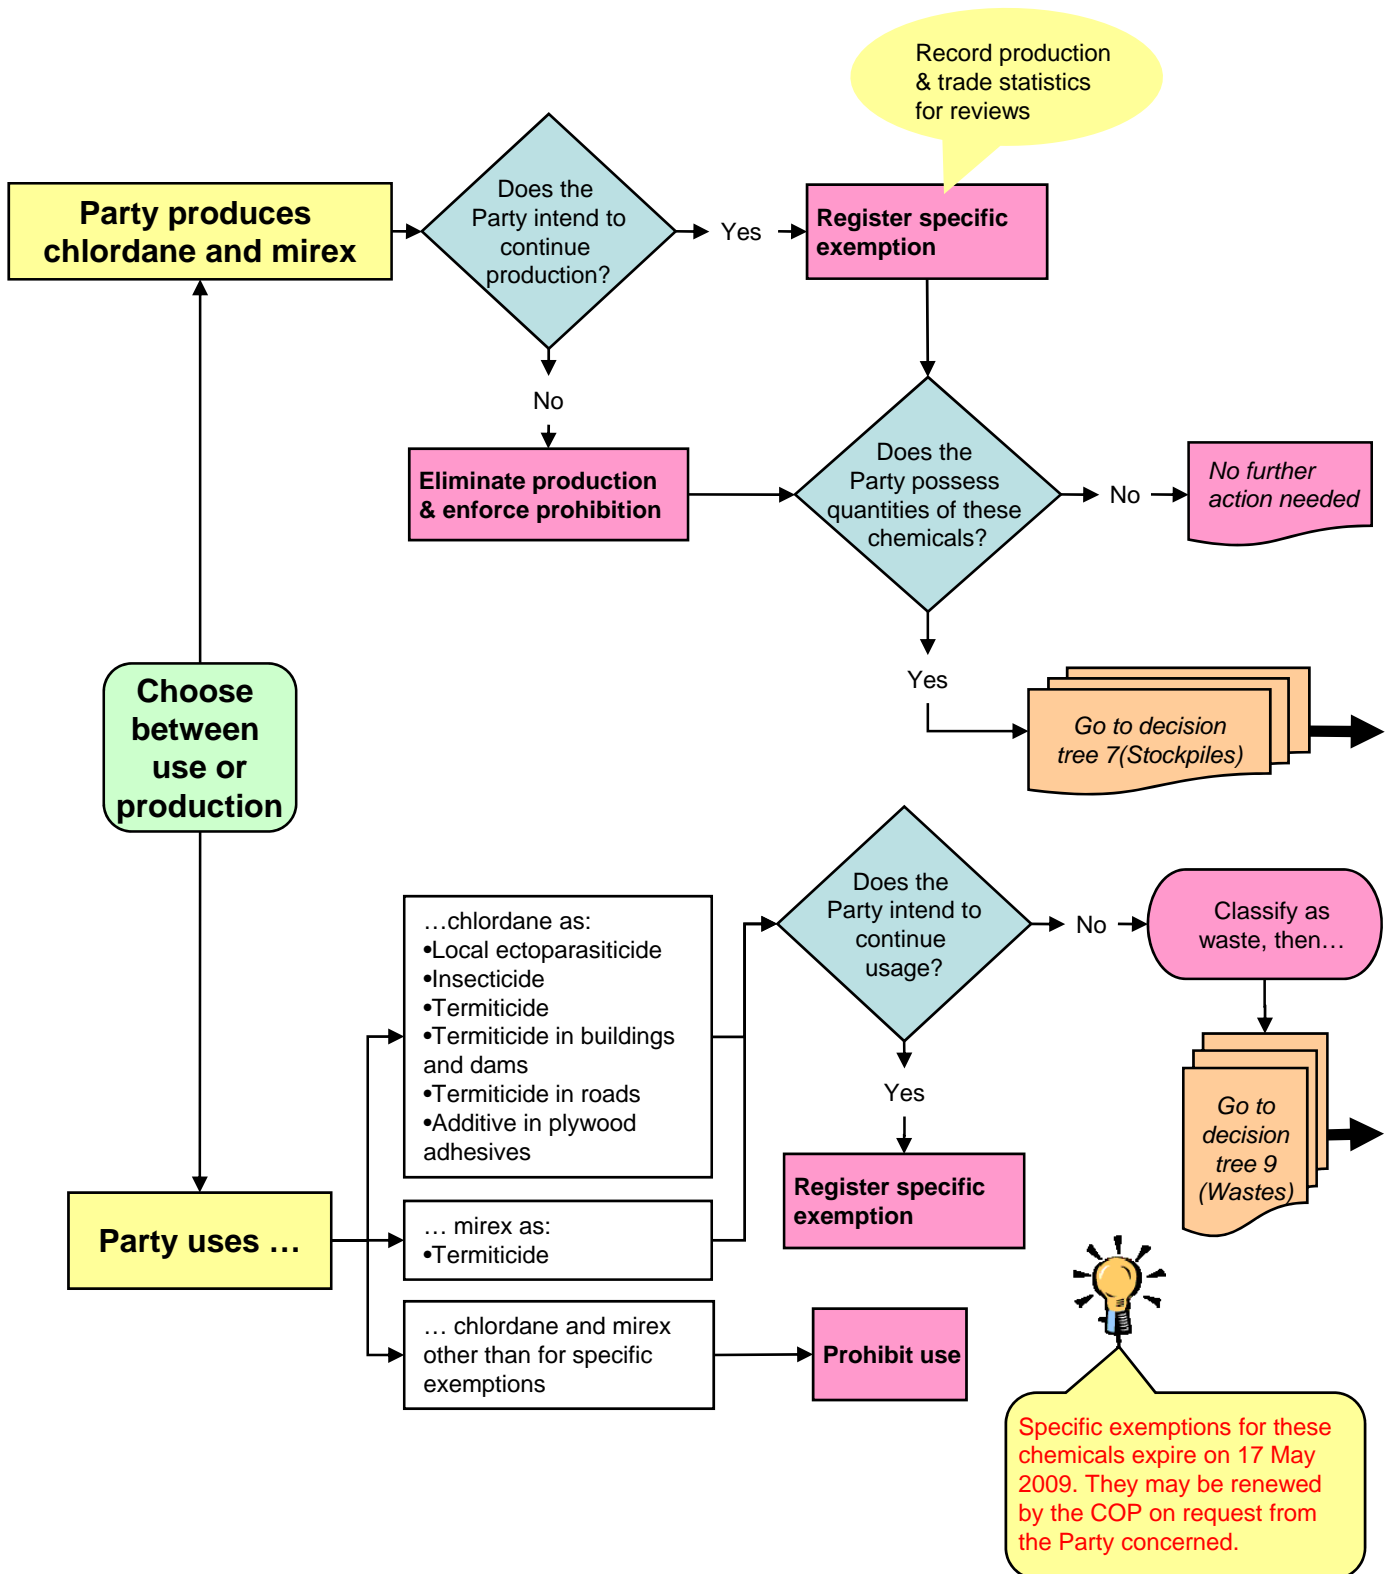 Record production
& trade statistics
for reviews
Party produces
chlordane and mirex
Does the
Party intend to
continue
production?
Yes
Register specific
exemption
No
Eliminate production
& enforce prohibition
Does the
Party possess
quantities of these
chemicals?
No
No further
action needed
Yes
Go to decision
tree 7(Stockpiles)
Choose
between
use or
production
Party uses …
…chlordane as:
•Local ectoparasiticide
•Insecticide
•Termiticide
•Termiticide in buildings
and dams
•Termiticide in roads
•Additive in plywood
adhesives
… mirex as:
•Termiticide
… chlordane and mirex
other than for specific
exemptions
Prohibit use
Does the
Party intend to
continue
usage?
No
Classify as
waste, then…
Go to
decision
tree 9
(Wastes)
Yes
Register specific
exemption
Specific exemptions for these
chemicals expire on 17 May
2009. They may be renewed
by the COP on request from
the Party concerned.